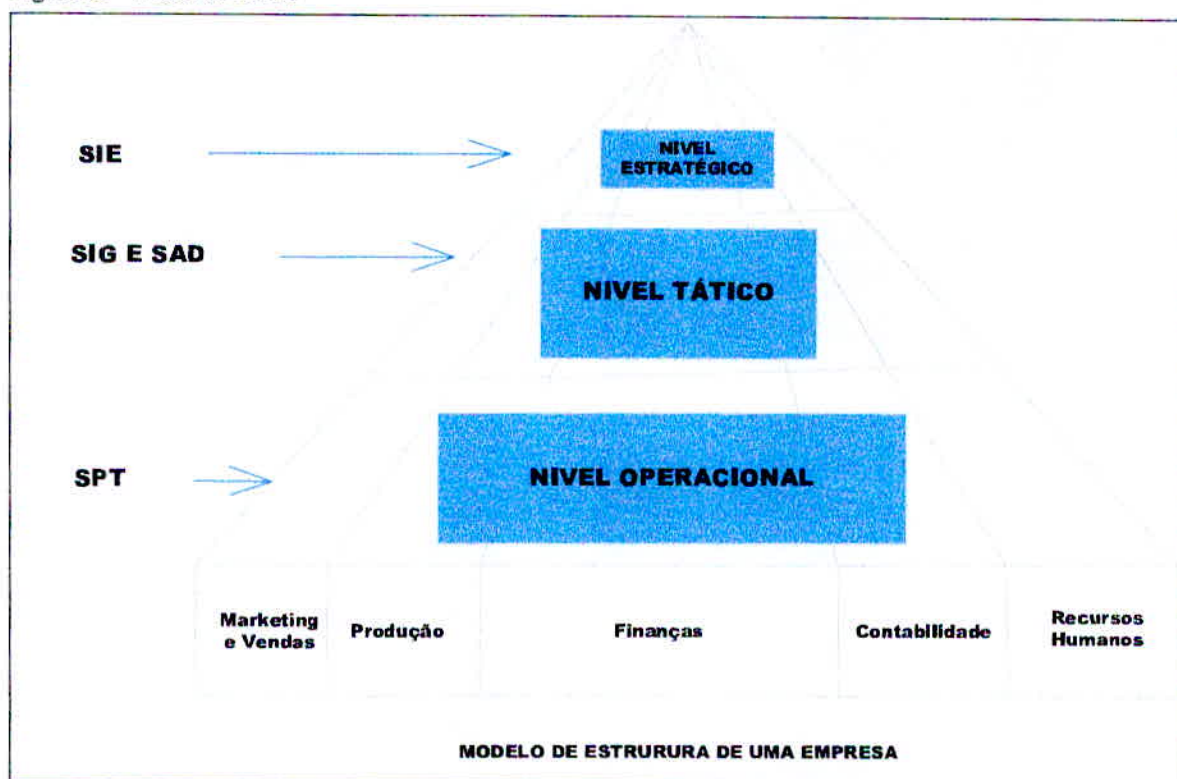 SIE
NIVEL
ESTRATÉGICO
SIG E SAD
NIVEL TÁTICO
SPT
NIVEL OPERACIONAL
Marketing
e Vendas
Produção
Finanças
Contabilidade
Recursos
Humanos
MODELO DE ESTRURURA DE UMA EMPRESA